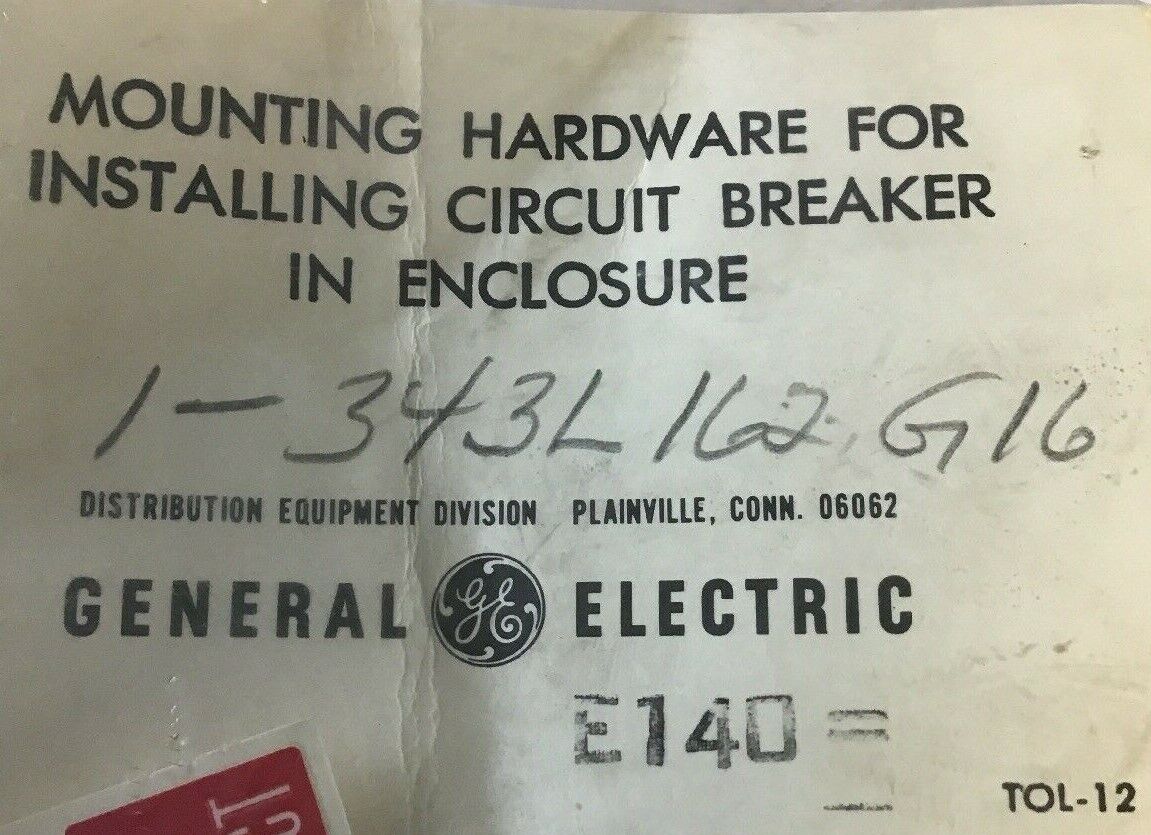 MOUNTING HARDWARE FOR
INSTALLING CIRCUIT BREAKER
IN ENCLOSURE
1-343L162 G16
DISTRIBUTION EQUIPMENT DIVISION PLAINVILLE, CONN. 06062
GENERAL GE ELECTRIC
E140
TOL-12